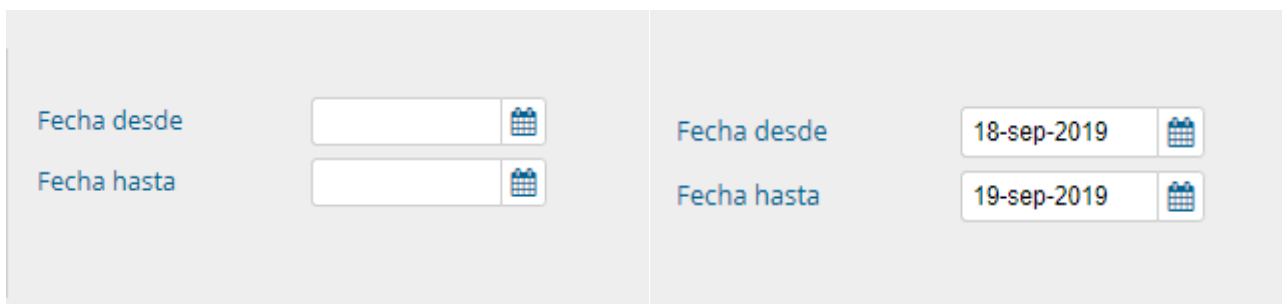 Fecha desde
Fecha hasta
Fecha desde 18-sep-2019
Fecha hasta 19-sep-2019